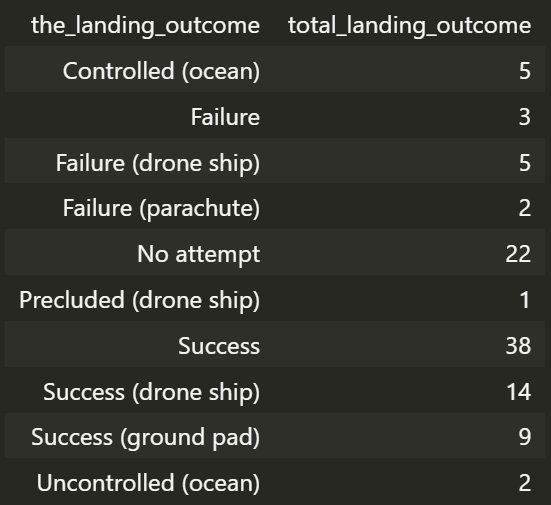 the_landing_outcome total_landing_outcome
Controlled (ocean) 5
Failure 3
Failure (drone ship) 5
Failure (parachute) 2
No attempt 22
Precluded (drone ship) 1
Success 38
Success (drone ship) 14
Success (ground pad) 9
Uncontrolled (ocean) 2